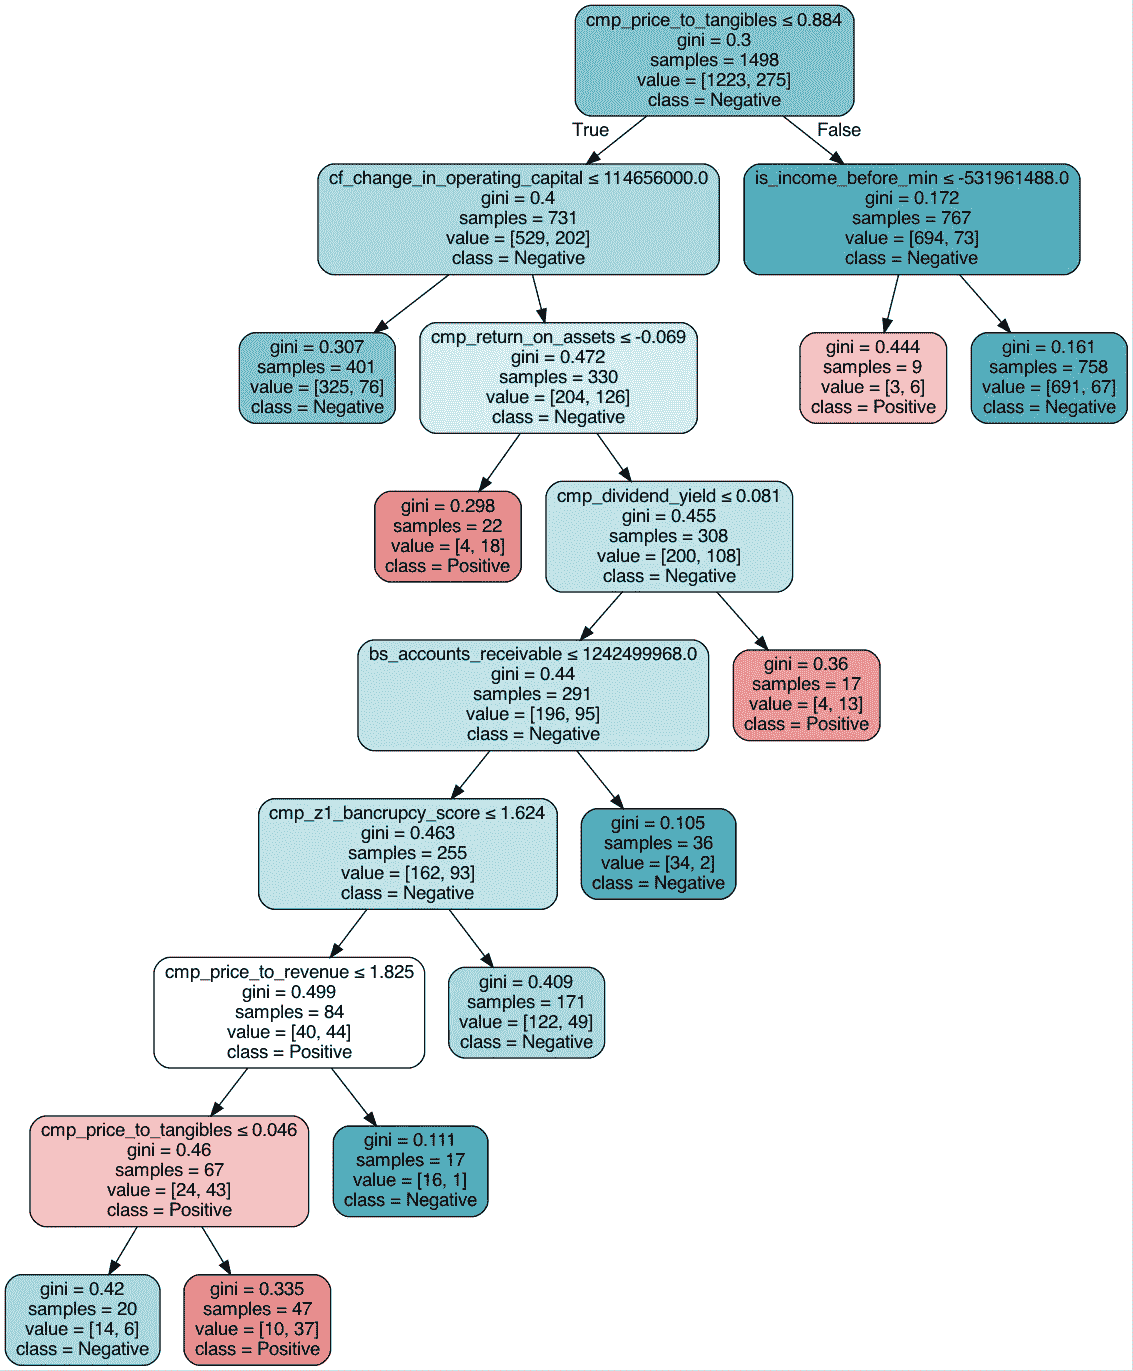 cmp_price_to_tangibles ≤ 0.884
gini = 0.3
samples = 1498
value = [1223, 275]
class = Negative
True
False
cf_change_in_operating_capital ≤ 114656000.0
gini = 0.4
samples = 731
value = [529, 202]
class = Negative
is_income_before_min ≤ -531961488.0
gini = 0.172
samples = 767
value = [694, 73]
class = Negative
gini = 0.307
samples = 401
value = [325, 76]
class = Negative
cmp_return_on_assets ≤ -0.069
gini = 0.472
samples = 330
value = [204, 126]
class = Negative
gini = 0.444
samples = 9
value = [3, 6]
class = Positive
gini = 0.161
samples = 758
value = [691, 67]
class = Negative
gini = 0.298
samples = 22
value = [4, 18]
class = Positive
cmp_dividend_yield ≤ 0.081
gini = 0.455
samples = 308
value = [200, 108]
class = Negative
bs_accounts_receivable ≤ 1242499968.0
gini = 0.44
samples = 291
value = [196, 95]
class = Negative
gini = 0.36
samples = 17
value = [4, 13]
class = Positive
cmp_z1_bancrupcy_score ≤ 1.624
gini = 0.463
samples = 255
value = [162, 93]
class = Negative
gini = 0.105
samples = 36
value = [34, 2]
class = Negative
cmp_price_to_revenue ≤ 1.825
gini = 0.499
samples = 84
value = [40, 44]
class = Positive
gini = 0.409
samples = 171
value = [122, 49]
class = Negative
cmp_price_to_tangibles ≤ 0.046
gini = 0.46
samples = 67
value = [24, 43]
class = Positive
gini = 0.111
samples = 17
value = [16, 1]
class = Negative
gini = 0.42
samples = 20
value = [14, 6]
class = Negative
gini = 0.335
samples = 47
value = [10, 37]
class = Positive